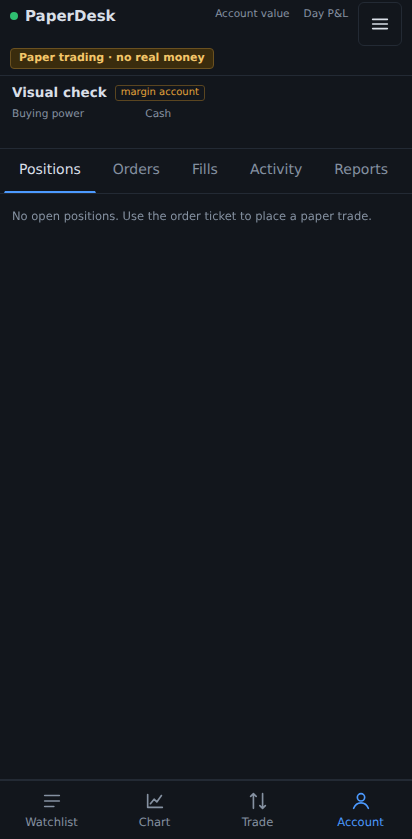 PaperDesk
Account value Day P&L
Paper trading · no real money
Visual check margin account
Buying power Cash
Positions Orders Fills Activity Reports
No open positions. Use the order ticket to place a paper trade.
Watchlist Chart Trade Account